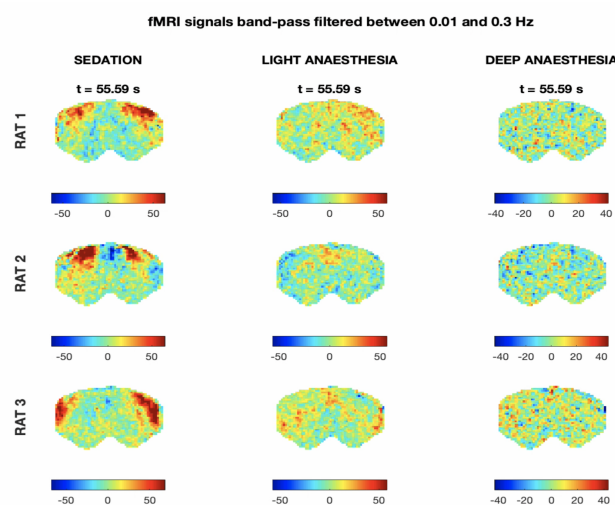 fMRI signals band-pass filtered between 0.01 and 0.3 Hz
SEDATION LIGHT ANAESTHESIA DEEP ANAESTHESIA
t = 55.59 s t = 55.59 s t = 55.59 s
RAT 1
-50 0 50 -50 0 50 -40 -20 0 20 40
RAT 2
-50 0 50 -50 0 50 -40 -20 0 20 40
RAT 3
-50 0 50 -50 0 50 -40 -20 0 20 40